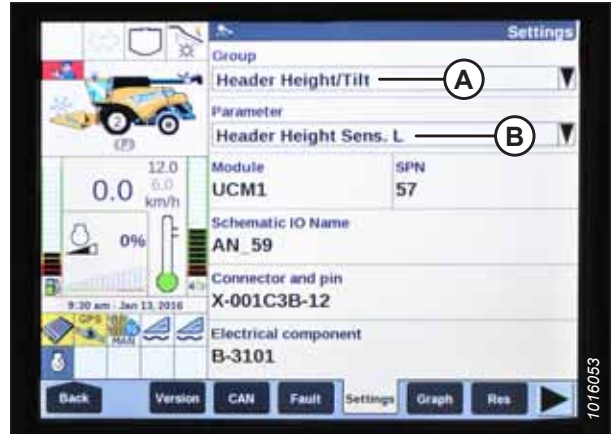 Settings
Group
Header Height/Tilt
A
Parameter
Header Height Sens. L
B
2
(P)
Module
SPN
UCM1
57
12.0
6.0
0.0
km/h
Schematic IO Name
AN_59
0%
Connector and pin
X-001C3B-12
9:30 am - Jan 13, 2016
GPS
MAN
Electrical component
B-3101
Back
Version
CAN
Fault
Settings
Graph
Res
1016053